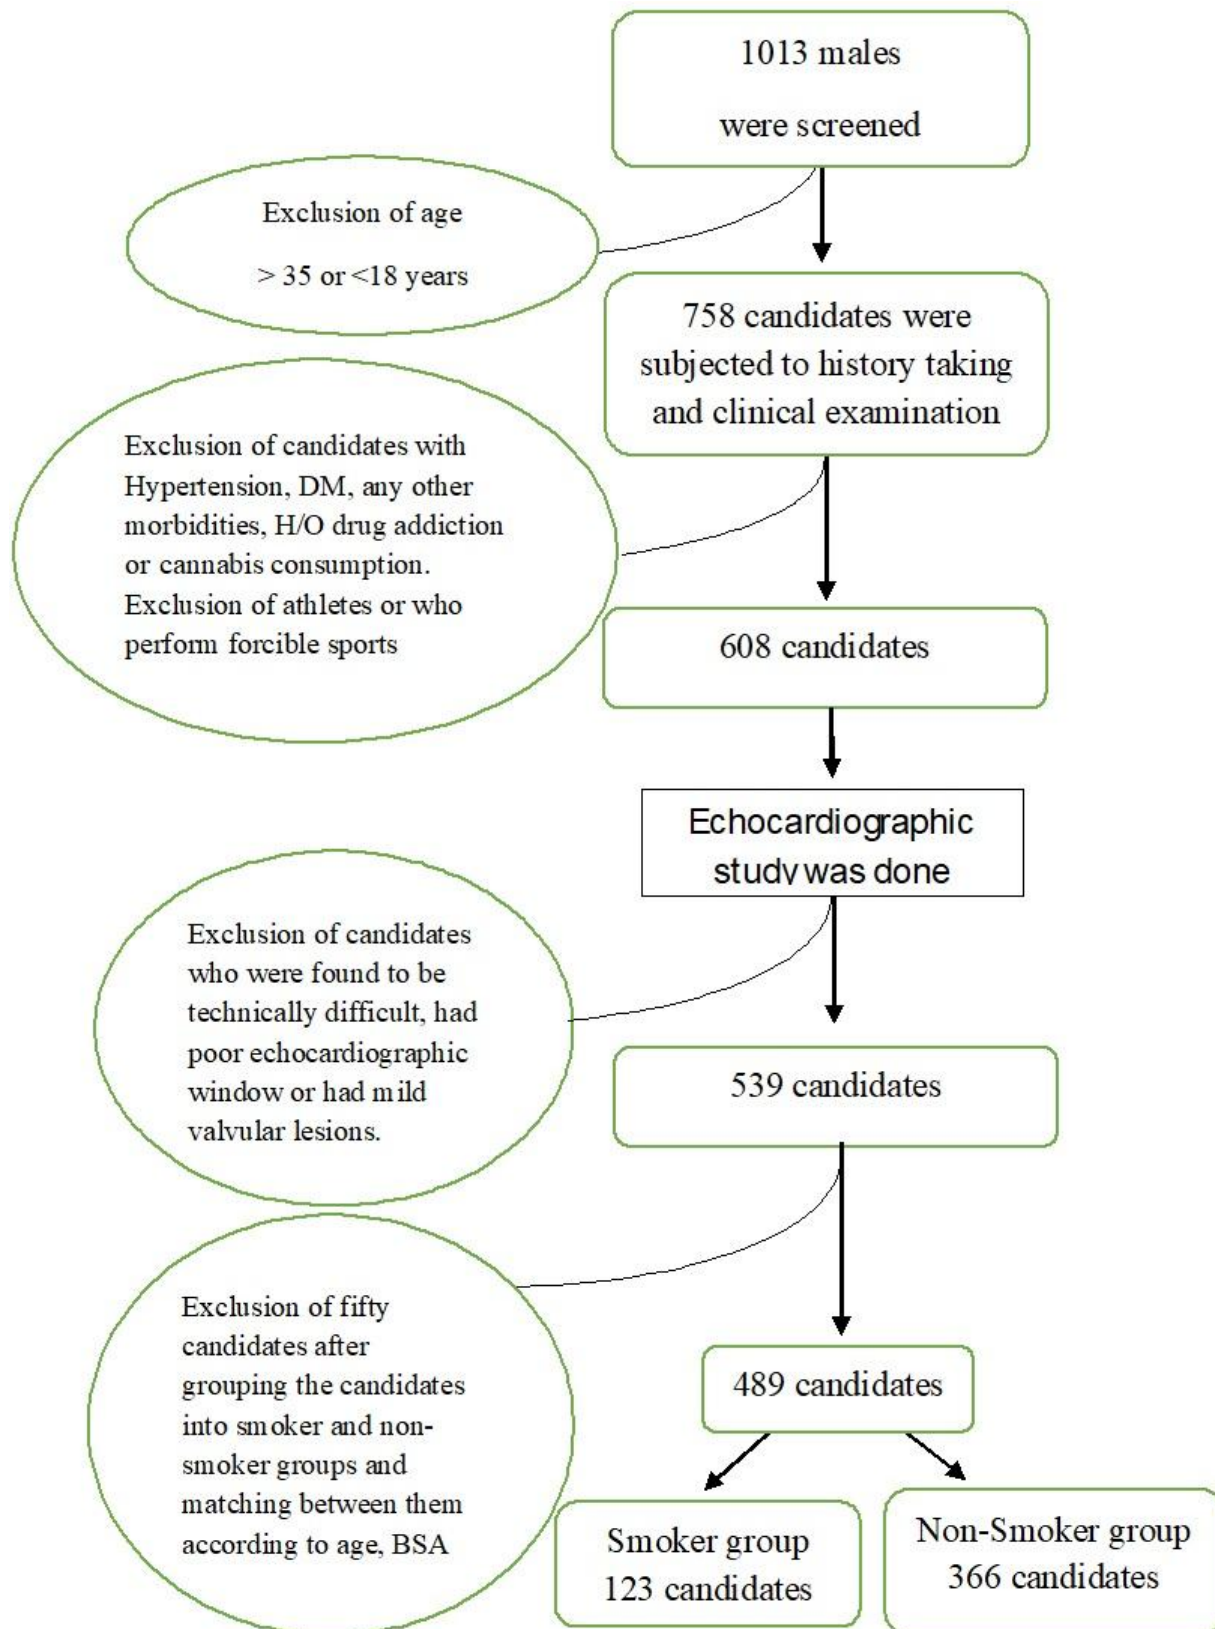 1013 males
were screened
Exclusion of age
> 35 or <18 years
758 candidates were
subjected to history taking
and clinical examination
Exclusion of candidates with
Hypertension, DM, any other
morbidities, H/O drug addiction
or cannabis consumption.
Exclusion of athletes or who
perform forcible sports
608 candidates
Echocardiographic
study was done
Exclusion of candidates
who were found to be
technically difficult, had
poor echocardiographic
window or had mild
valvular lesions.
539 candidates
Exclusion of fifty
candidates after
grouping the candidates
into smoker and non-
smoker groups and
matching between them
according to age, BSA
489 candidates
Smoker group
123 candidates
Non-Smoker group
366 candidates